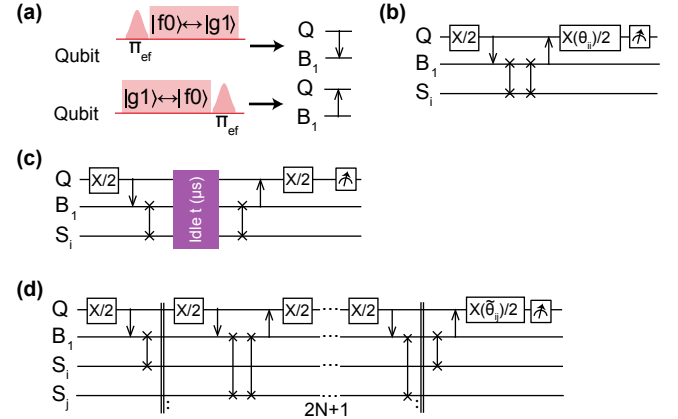 (a)
|f0⟩↔|g1⟩
Qubit
π_ef
Q
B_1
|g1⟩↔|f0⟩
Qubit
π_ef
Q
B_1
(b)
Q X/2 X(θ_ii)/2
B_1
S_i
(c)
Q X/2 Idle t (μs) X/2
B_1
S_i
(d)
Q X/2 X/2 X/2 ... X/2 X(θ̃_ij)/2
B_1 ...
S_i ...
S_j : 2N+1 :